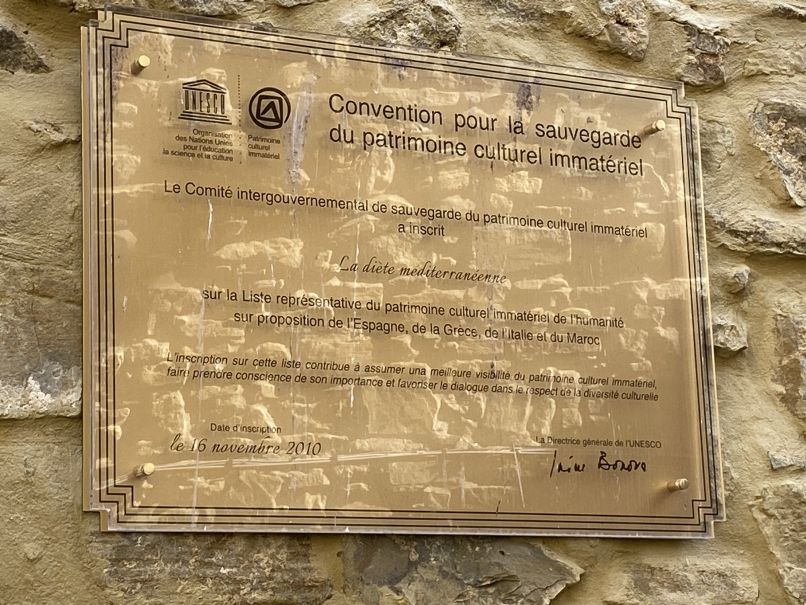 UNESCO
Organisation
des Nations Unies
pour l'éducation
la science et la culture
Patrimoine
culturel
immatériel
Convention pour la sauvegarde
du patrimoine culturel immatériel
Le Comité intergouvernemental de sauvegarde du patrimoine culturel immatériel
a inscrit
La diète méditerranéenne
sur la Liste représentative du patrimoine culturel immatériel de l'humanité
sur proposition de l'Espagne, de la Grèce, de l'Italie et du Maroc
L'inscription sur cette liste contribue à assumer una meilleure visibilité du patrimoine culturel immatériel,
faire prendre conscience de son importance et favoriser le dialogue dans le respect de la diversité culturelle
Date d'inscription
le 16 novembre 2010
La Directrice générale de l'UNESCO
Irina Bokova